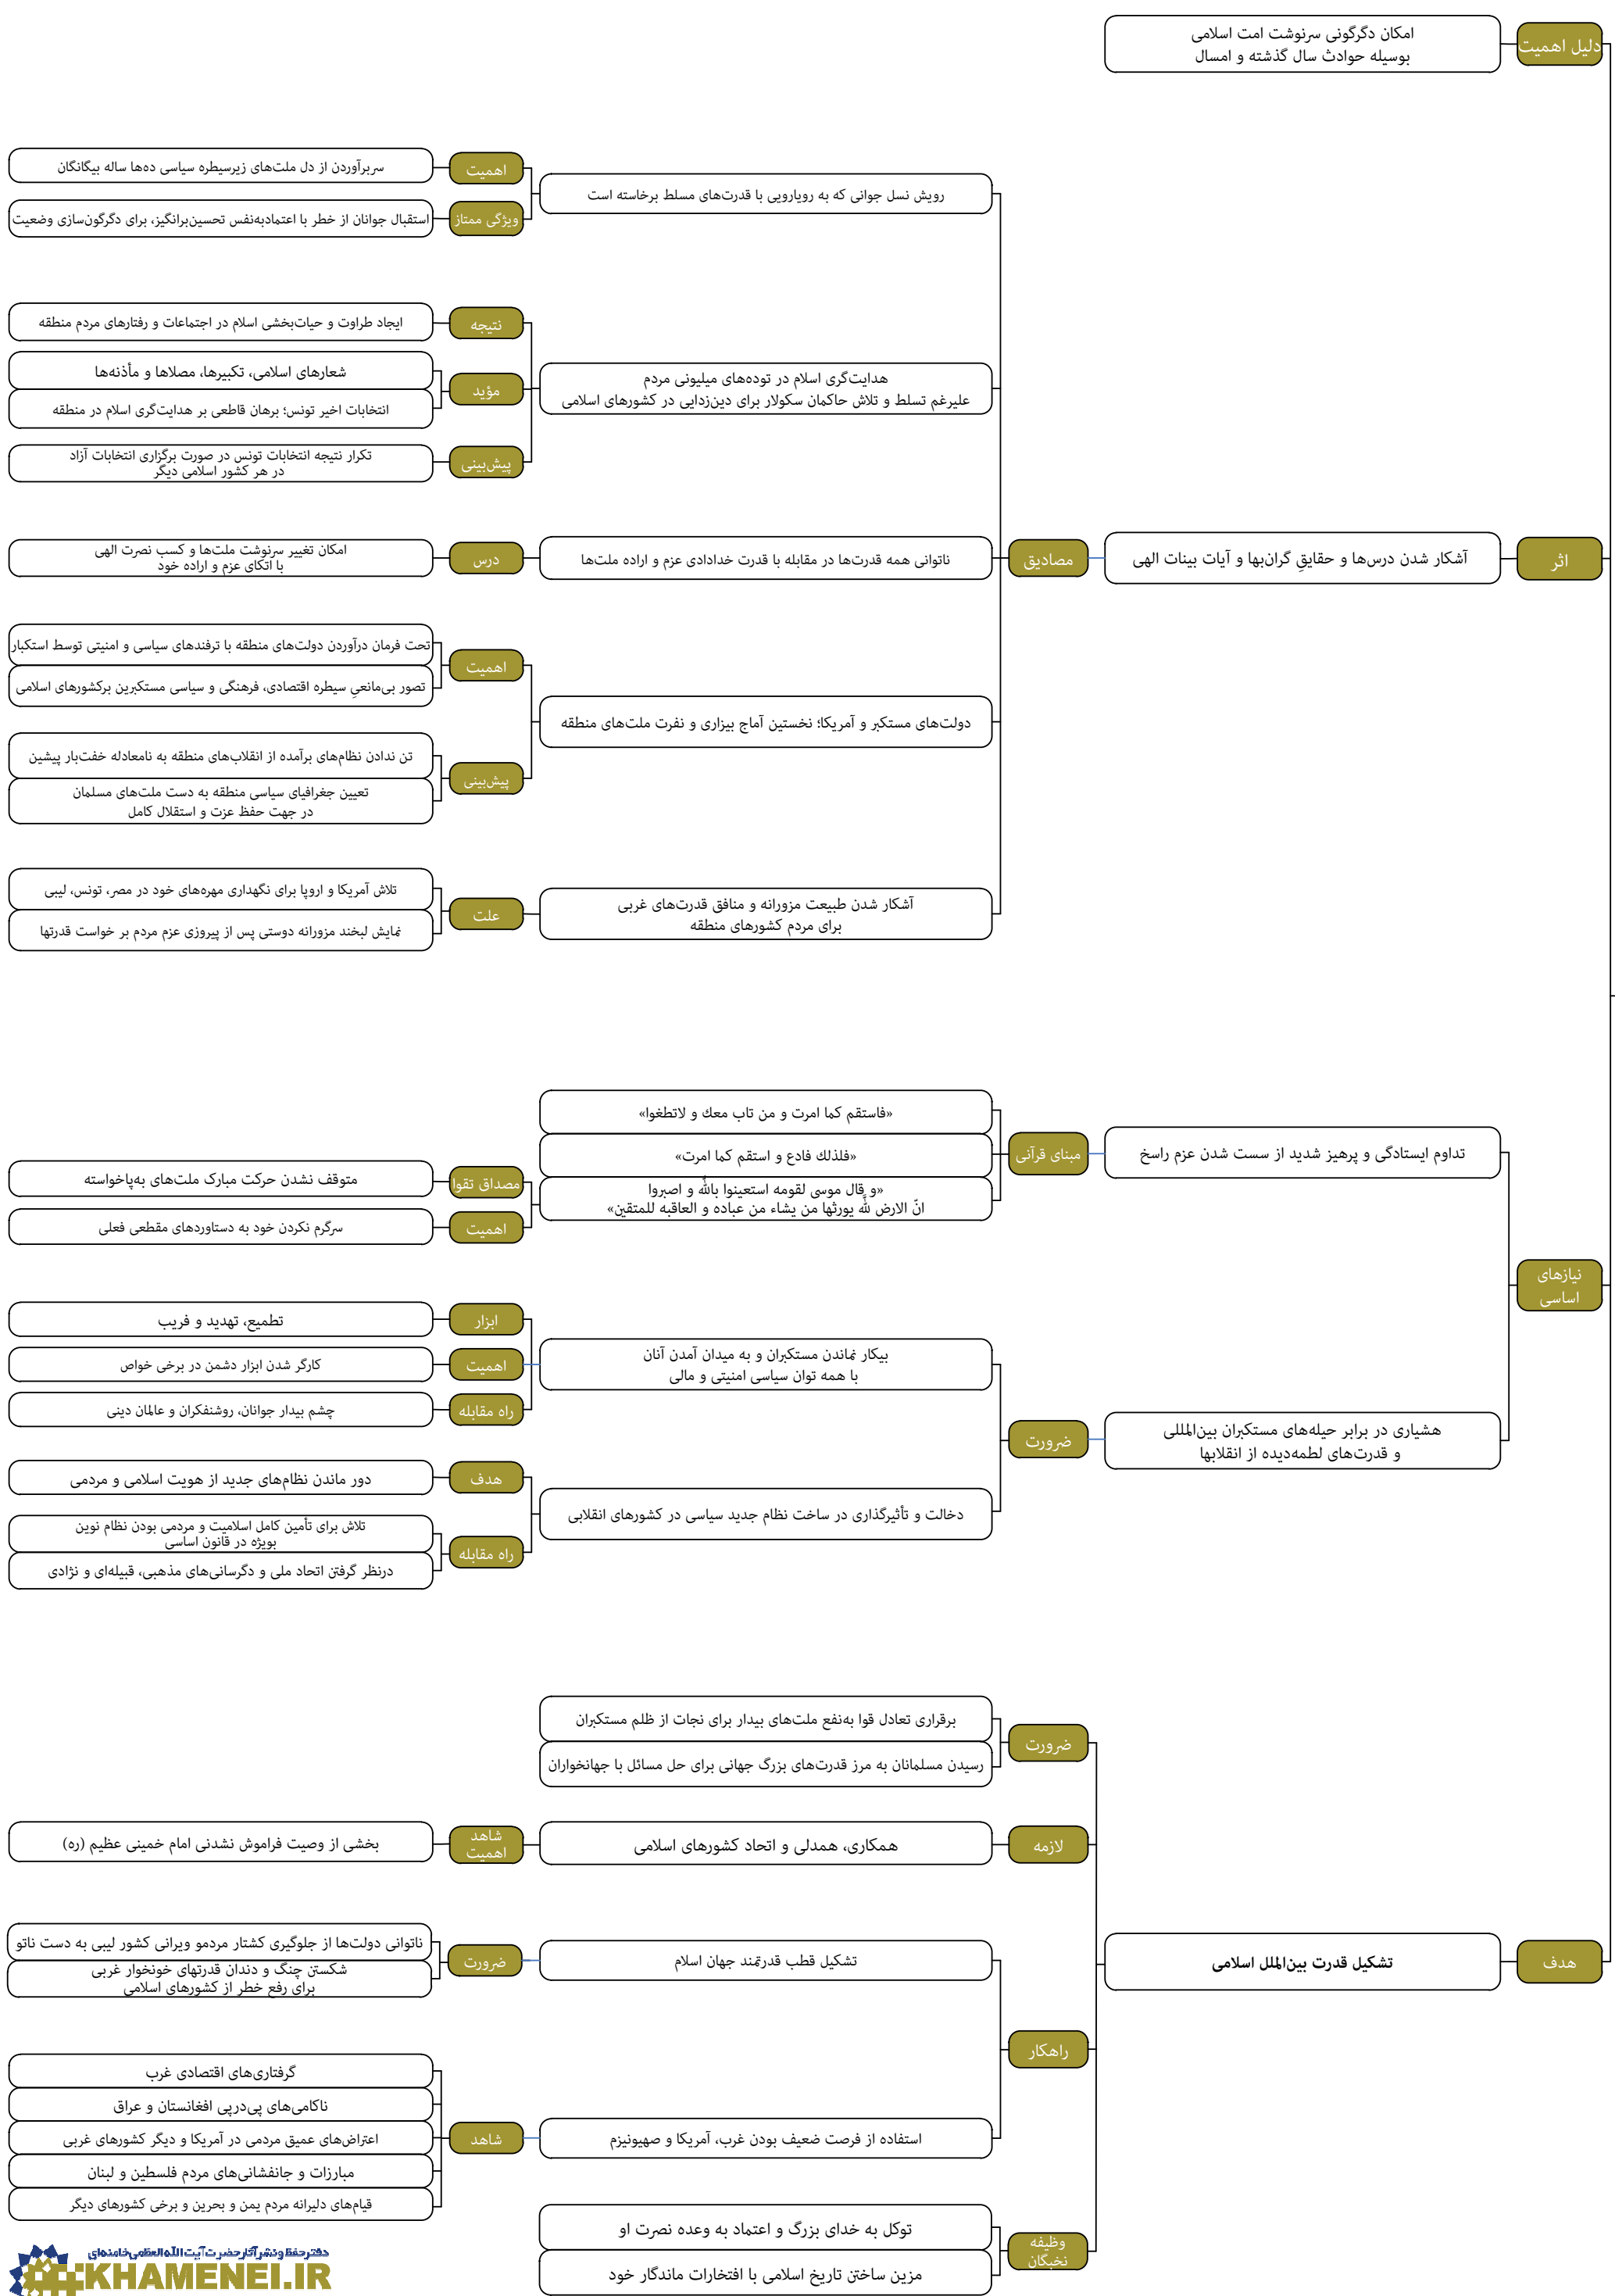 دلیل اهمیت
امکان دگرگونی سرنوشت امت اسلامی
بوسیله حوادث سال گذشته و امسال
اثر
آشکار شدن درس‌ها و حقایقِ گران‌بها و آیات بینات الهی
مصادیق
رویش نسل جوانی که به رویارویی با قدرت‌های مسلط برخاسته است
اهمیت
سربرآوردن از دل ملت‌های زیرسیطره سیاسی ده‌ها ساله بیگانگان
ویژگی ممتاز
استقبال جوانان از خطر با اعتمادبه‌نفس تحسین‌برانگیز، برای دگرگون‌سازی وضعیت
هدایت‌گری اسلام در توده‌های میلیونی مردم
علیرغم تسلط و تلاش حاکمان سکولار برای دین‌زدایی در کشورهای اسلامی
نتیجه
ایجاد طراوت و حیات‌بخشی اسلام در اجتماعات و رفتارهای مردم منطقه
مؤید
شعارهای اسلامی، تکبیرها، مصلاها و مأذنه‌ها
انتخابات اخیر تونس؛ برهان قاطعی بر هدایت‌گری اسلام در منطقه
پیش‌بینی
تکرار نتیجه انتخابات تونس در صورت برگزاری انتخابات آزاد
در هر کشور اسلامی دیگر
ناتوانی همه قدرت‌ها در مقابله با قدرت خدادادی عزم و اراده ملت‌ها
درس
امکان تغییر سرنوشت ملت‌ها و کسب نصرت الهی
با اتکای عزم و اراده خود
دولت‌های مستکبر و آمریکا؛ نخستین آماج بیزاری و نفرت ملت‌های منطقه
اهمیت
تحت فرمان درآوردن دولت‌های منطقه با ترفندهای سیاسی و امنیتی توسط استکبار
تصور بی‌مانعیِ سیطره اقتصادی، فرهنگی و سیاسی مستکبرین برکشورهای اسلامی
پیش‌بینی
تن ندادن نظام‌های برآمده از انقلاب‌های منطقه به نامعادله خفت‌بار پیشین
تعیین جغرافیای سیاسی منطقه به دست ملت‌های مسلمان
در جهت حفظ عزت و استقلال کامل
آشکار شدن طبیعت مزورانه و منافق قدرت‌های غربی
برای مردم کشورهای منطقه
علت
تلاش آمریکا و اروپا برای نگهداری مهره‌های خود در مصر، تونس، لیبی
نمایش لبخند مزورانه دوستی پس از پیروزی عزم مردم بر خواست قدرتها
نیازهای
اساسی
تداوم ایستادگی و پرهیز شدید از سست شدن عزم راسخ
مبنای قرآنی
«فاستقم کما امرت و من تاب معك و لاتطغوا»
«فلذلك فادع و استقم کما امرت»
«و قال موسی لقومه استعینوا بالله و اصبروا
انّ الارض لله یورثها من یشاء من عباده و العاقبه للمتقین»
مصداق تقوا
متوقف نشدن حرکت مبارک ملت‌های به‌پاخواسته
اهمیت
سرگرم نکردن خود به دستاوردهای مقطعی فعلی
هشیاری در برابر حیله‌های مستکبران بین‌المللی
و قدرت‌های لطمه‌دیده از انقلابها
ضرورت
بیکار نماندن مستکبران و به میدان آمدن آنان
با همه توان سیاسی امنیتی و مالی
ابزار
تطمیع، تهدید و فریب
اهمیت
کارگر شدن ابزار دشمن در برخی خواص
راه مقابله
چشم بیدار جوانان، روشنفکران و عالمان دینی
دخالت و تأثیرگذاری در ساخت نظام جدید سیاسی در کشورهای انقلابی
هدف
دور ماندن نظام‌های جدید از هویت اسلامی و مردمی
راه مقابله
تلاش برای تأمین کامل اسلامیت و مردمی بودن نظام نوین
بویژه در قانون اساسی
درنظر گرفتن اتحاد ملی و دگرسانی‌های مذهبی، قبیله‌ای و نژادی
هدف
تشکیل قدرت بین‌الملل اسلامی
ضرورت
برقراری تعادل قوا به‌نفع ملت‌های بیدار برای نجات از ظلم مستکبران
رسیدن مسلمانان به مرز قدرت‌های بزرگ جهانی برای حل مسائل با جهانخواران
لازمه
همکاری، همدلی و اتحاد کشورهای اسلامی
شاهد
اهمیت
بخشی از وصیت فراموش نشدنی امام خمینی عظیم (ره)
راهکار
تشکیل قطب قدرتمند جهان اسلام
ضرورت
ناتوانی دولت‌ها از جلوگیری کشتار مردمو ویرانی کشور لیبی به دست ناتو
شکستن چنگ و دندان قدرتهای خونخوار غربی
برای رفع خطر از کشورهای اسلامی
استفاده از فرصت ضعیف بودن غرب، آمریکا و صهیونیزم
شاهد
گرفتاری‌های اقتصادی غرب
ناکامی‌های پی‌درپی افغانستان و عراق
اعتراض‌های عمیق مردمی در آمریکا و دیگر کشورهای غربی
مبارزات و جانفشانی‌های مردم فلسطین و لبنان
قیام‌های دلیرانه مردم یمن و بحرین و برخی کشورهای دیگر
وظیفه
نخبگان
توکل به خدای بزرگ و اعتماد به وعده نصرت او
مزین ساختن تاریخ اسلامی با افتخارات ماندگار خود
دفتر حفظ و نشر آثار حضرت آیت‌الله‌العظمی خامنه‌ای
KHAMENEI.IR